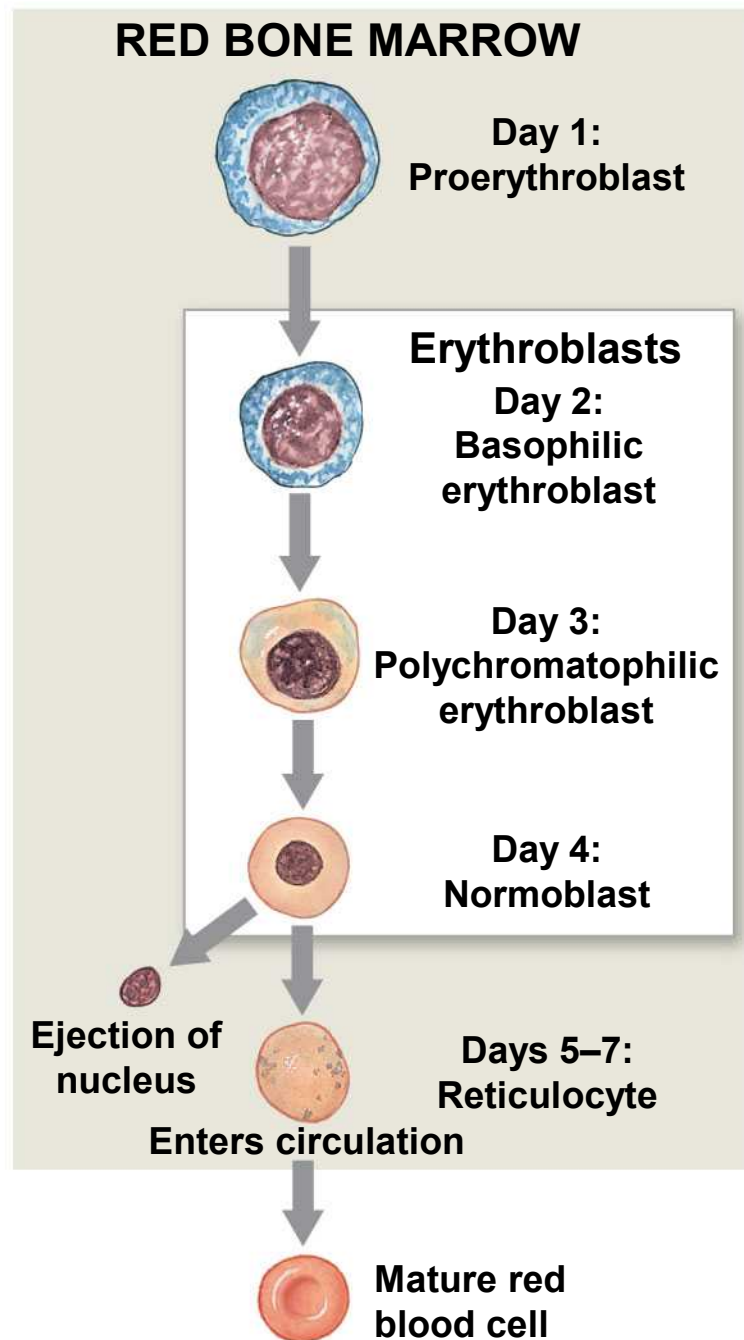 RED BONE MARROW
Day 1:
Proerythroblast
Erythroblasts
Day 2:
Basophilic
erythroblast
Day 3:
Polychromatophilic
erythroblast
Day 4:
Normoblast
Ejection of
nucleus
Days 5–7:
Reticulocyte
Enters circulation
Mature red
blood cell